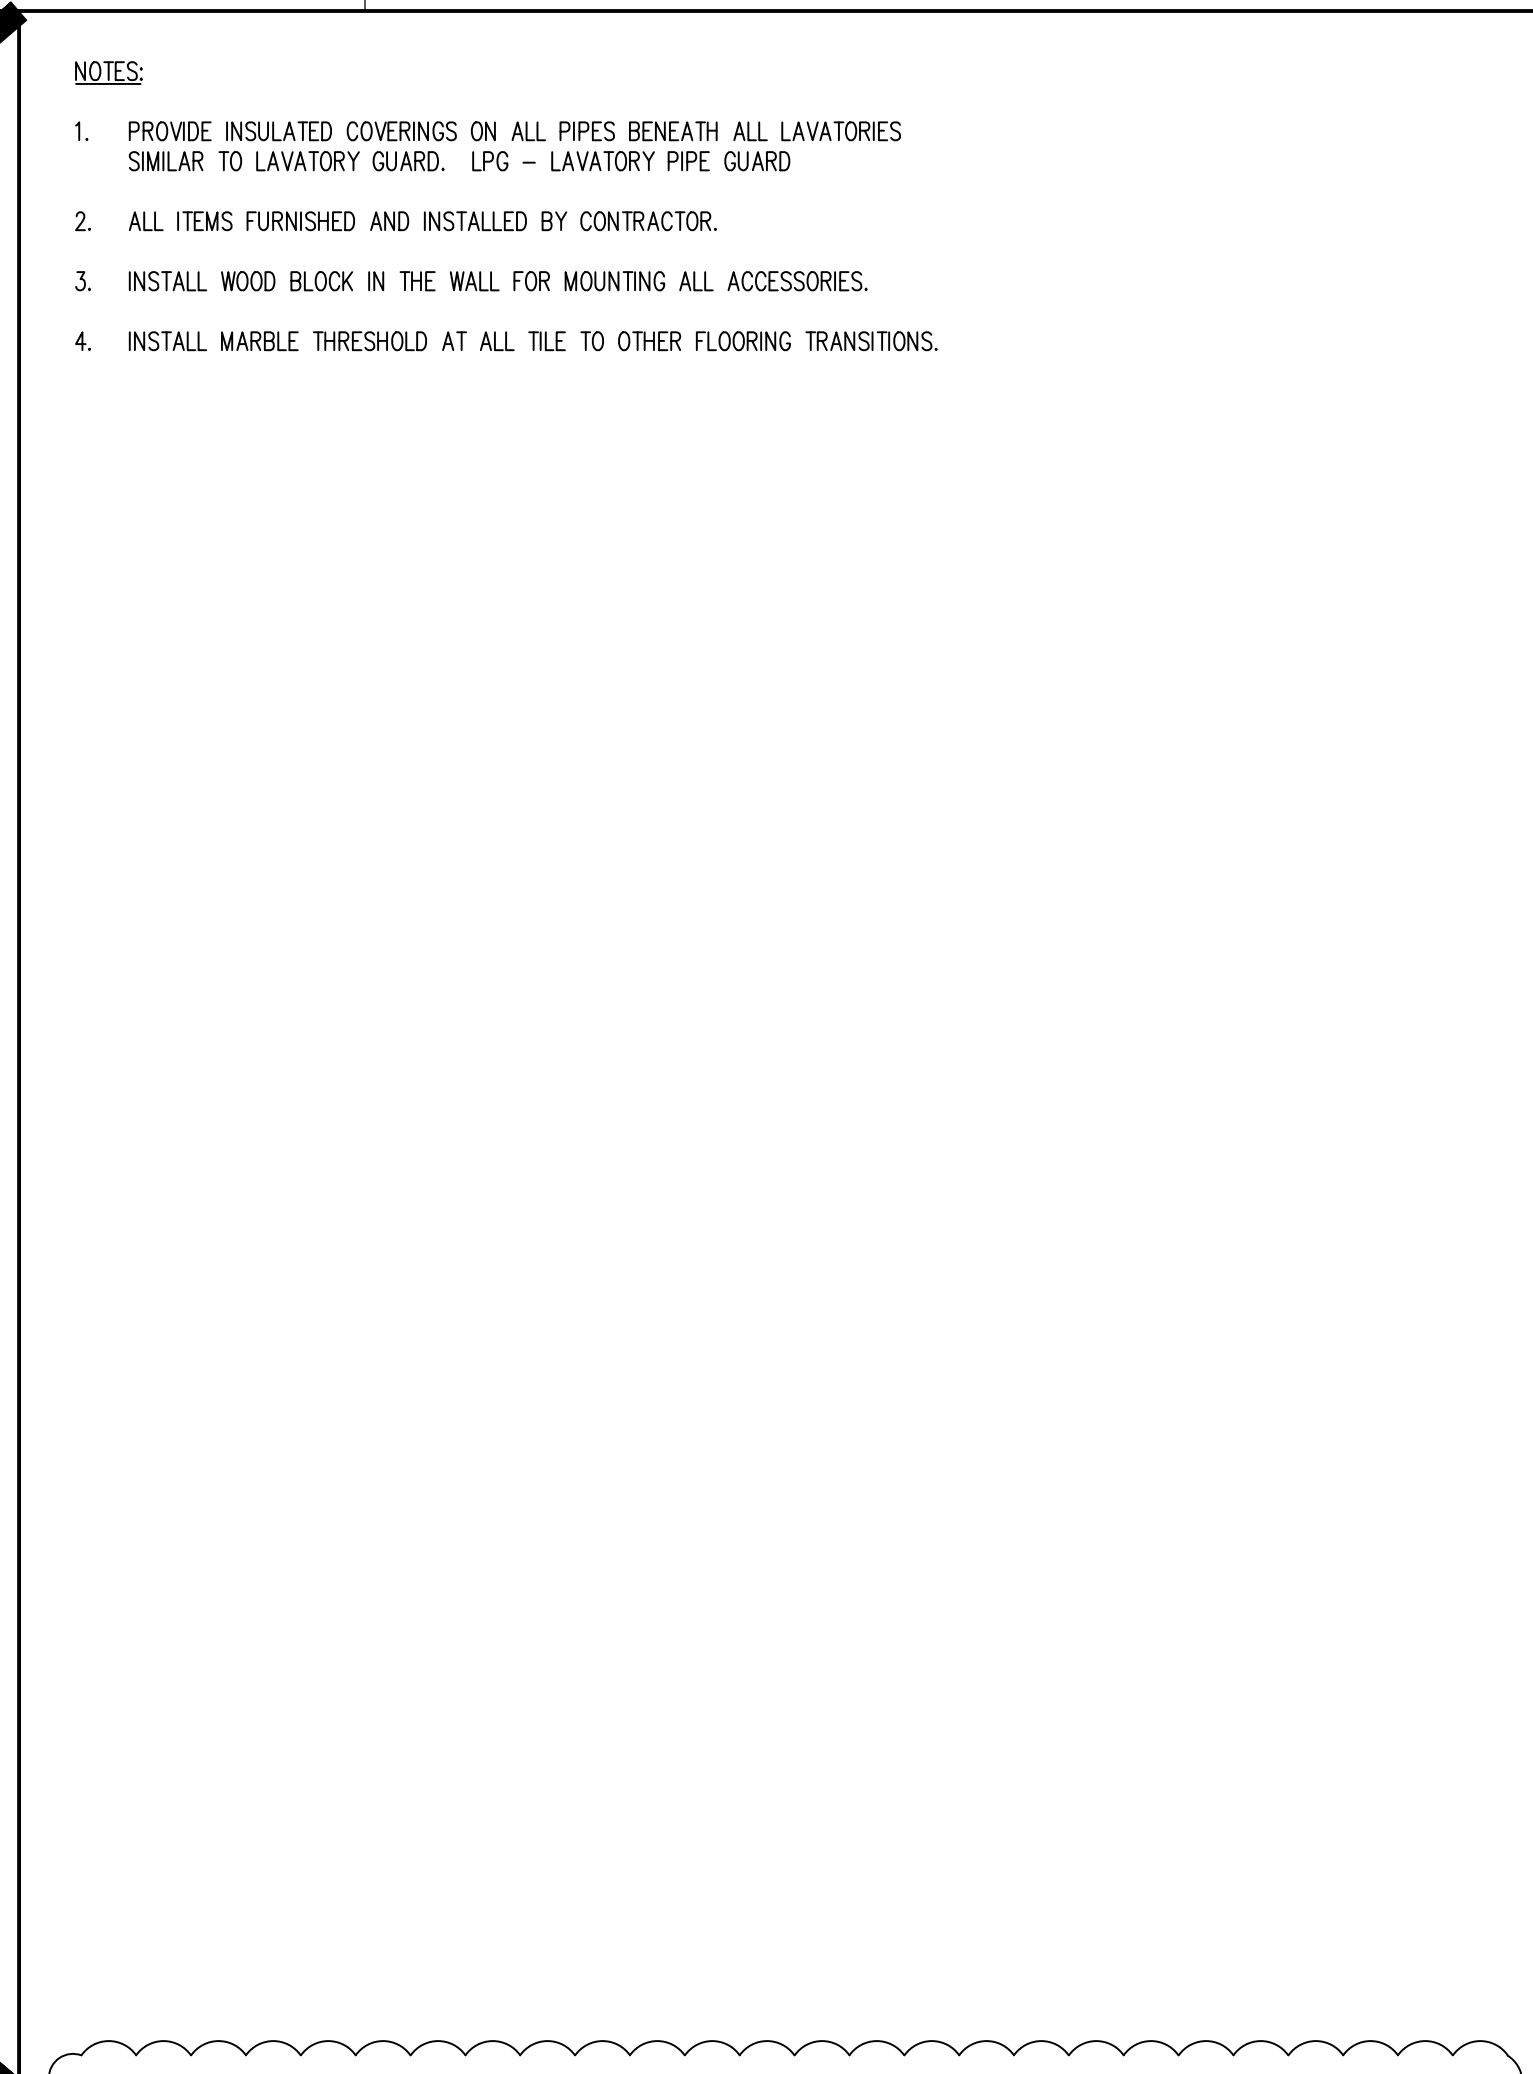 NOTES:
1. PROVIDE INSULATED COVERINGS ON ALL PIPES BENEATH ALL LAVATORIES
SIMILAR TO LAVATORY GUARD. LPG – LAVATORY PIPE GUARD
2. ALL ITEMS FURNISHED AND INSTALLED BY CONTRACTOR.
3. INSTALL WOOD BLOCK IN THE WALL FOR MOUNTING ALL ACCESSORIES.
4. INSTALL MARBLE THRESHOLD AT ALL TILE TO OTHER FLOORING TRANSITIONS.